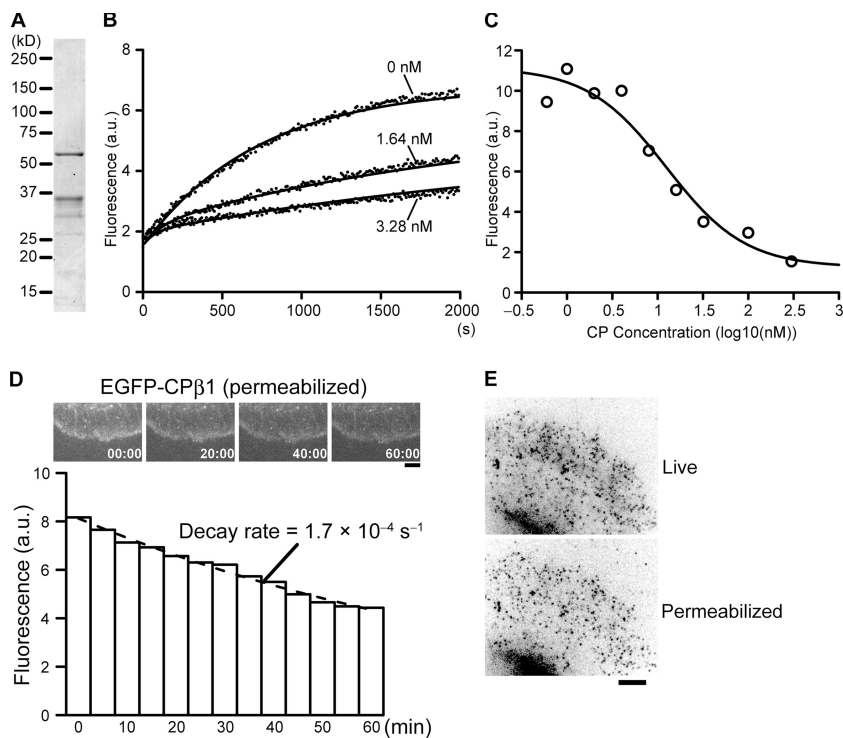 A
(kD)
250
150
100
75
50
37
25
20
15
B
Fluorescence (a.u.)
8
6
4
2
0
0 nM
1.64 nM
3.28 nM
0 500 1000 1500 2000
(s)
C
Fluorescence (a.u.)
12
10
8
6
4
2
0
−0.5 0 0.5 1 1.5 2 2.5 3
CP Concentration (log10(nM))
D
EGFP-CPβ1 (permeabilized)
00:00 20:00 40:00 60:00
Fluorescence (a.u.)
10
8
6
4
2
0
Decay rate = 1.7 × 10⁻⁴ s⁻¹
0 10 20 30 40 50 60 (min)
E
Live
Permeabilized